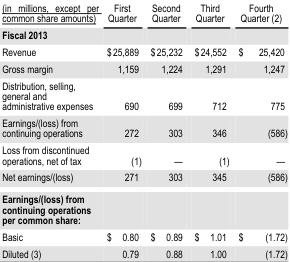 (in millions, except per common share amounts) First Quarter Second Quarter Third Quarter Fourth Quarter (2)
Fiscal 2013
Revenue $25,889 $25,232 $24,552 $ 25,420
Gross margin 1,159 1,224 1,291 1,247
Distribution, selling,
general and
administrative expenses 690 699 712 775
Earnings/(loss) from
continuing operations 272 303 346 (586)
Loss from discontinued
operations, net of tax (1) — (1) —
Net earnings/(loss) 271 303 345 (586)
Earnings/(loss) from
continuing operations
per common share:
Basic $ 0.80 $ 0.89 $ 1.01 $ (1.72)
Diluted (3) 0.79 0.88 1.00 (1.72)